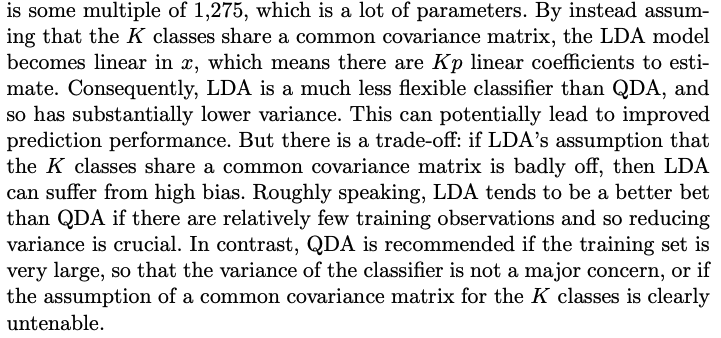 is some multiple of 1,275, which is a lot of parameters. By instead assum-
ing that the K classes share a common covariance matrix, the LDA model
becomes linear in x, which means there are Kp linear coefficients to esti-
mate. Consequently, LDA is a much less flexible classifier than QDA, and
so has substantially lower variance. This can potentially lead to improved
prediction performance. But there is a trade-off: if LDA's assumption that
the K classes share a common covariance matrix is badly off, then LDA
can suffer from high bias. Roughly speaking, LDA tends to be a better bet
than QDA if there are relatively few training observations and so reducing
variance is crucial. In contrast, QDA is recommended if the training set is
very large, so that the variance of the classifier is not a major concern, or if
the assumption of a common covariance matrix for the K classes is clearly
untenable.